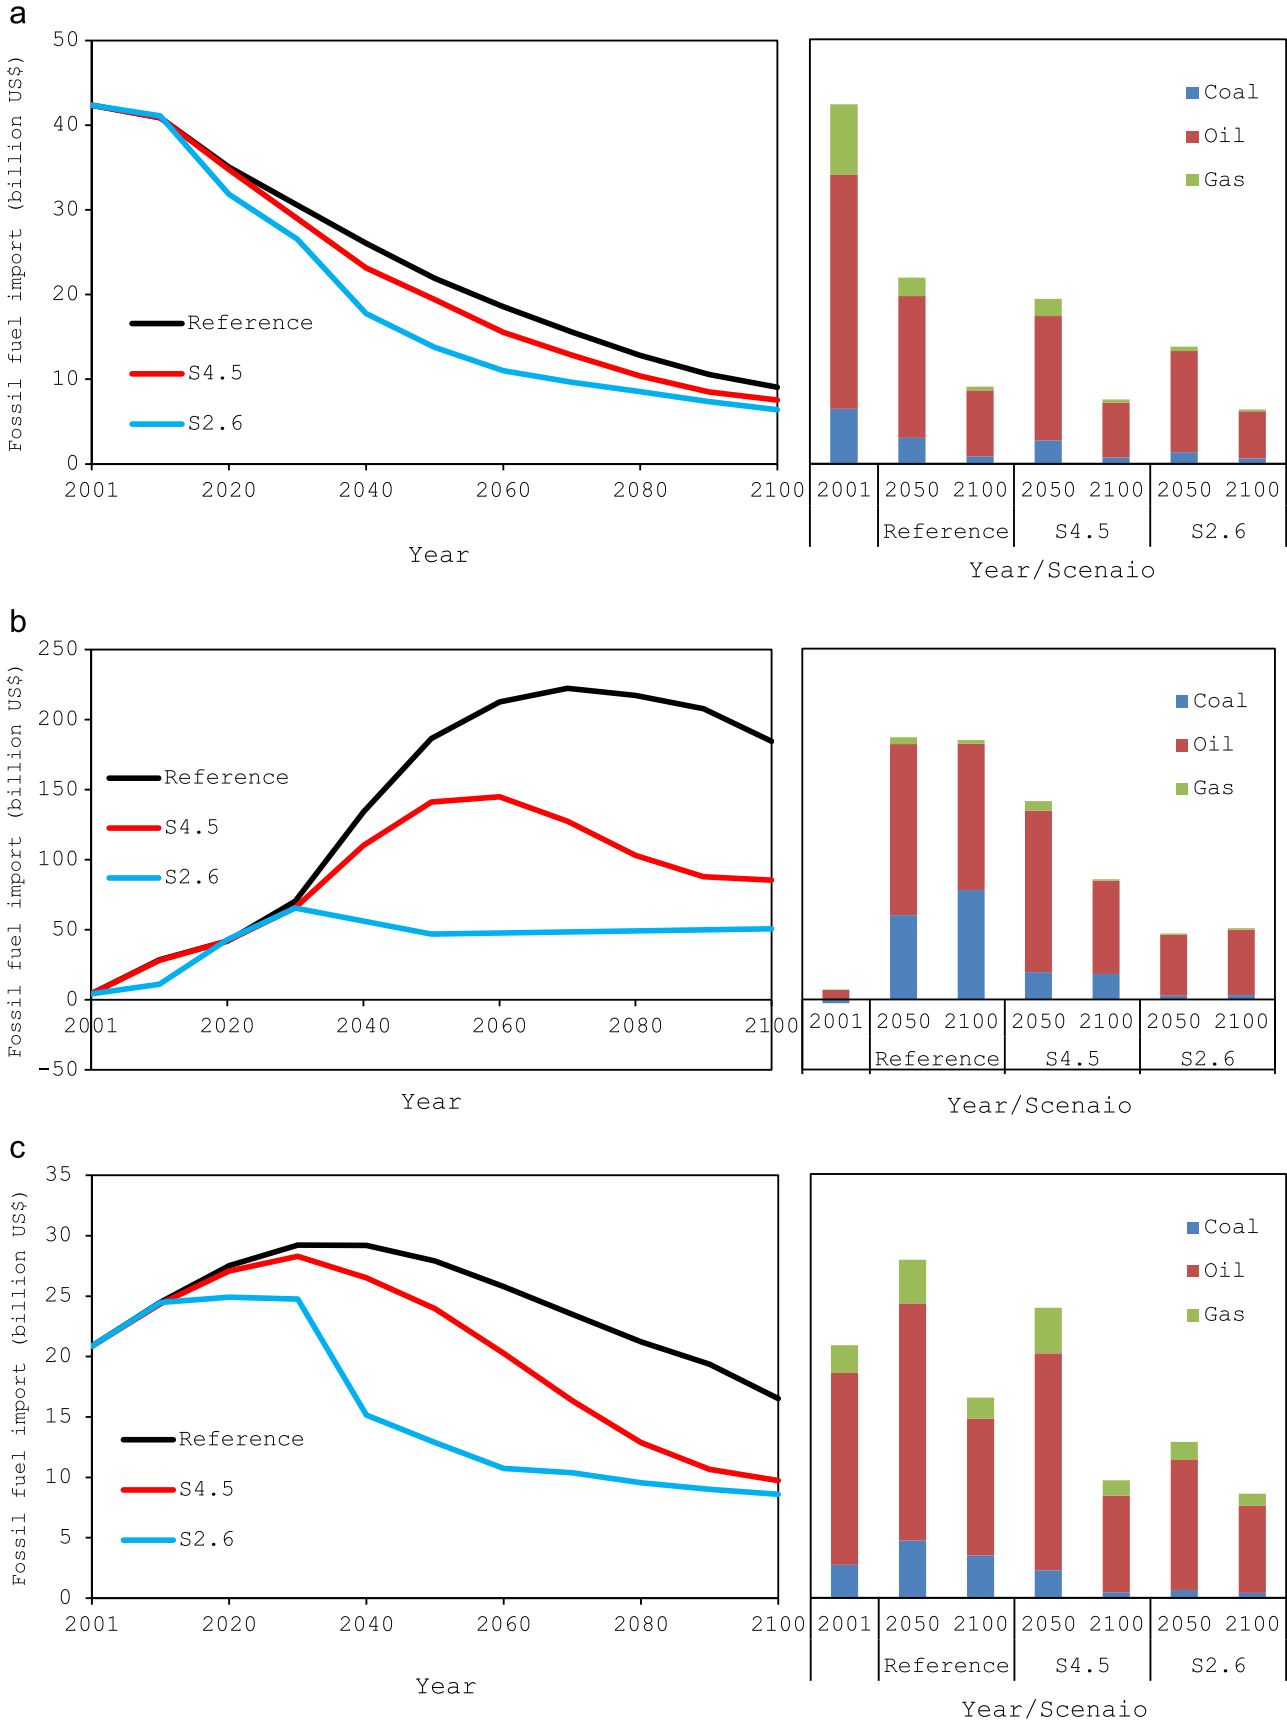 a
Fossil fuel import (billion US$)
50
40
30
20
10
0
Reference
S4.5
S2.6
2001 2020 2040 2060 2080 2100
Year
Coal
Oil
Gas
2001 2050 2100 2050 2100 2050 2100
Reference S4.5 S2.6
Year/Scenaio
b
Fossil fuel import (billion US$)
250
200
150
100
50
0
-50
Reference
S4.5
S2.6
2001 2020 2040 2060 2080 2100
Year
Coal
Oil
Gas
2001 2050 2100 2050 2100 2050 2100
Reference S4.5 S2.6
Year/Scenaio
c
Fossil fuel import (billion US$)
35
30
25
20
15
10
5
0
Reference
S4.5
S2.6
2001 2020 2040 2060 2080 2100
Year
Coal
Oil
Gas
2001 2050 2100 2050 2100 2050 2100
Reference S4.5 S2.6
Year/Scenaio